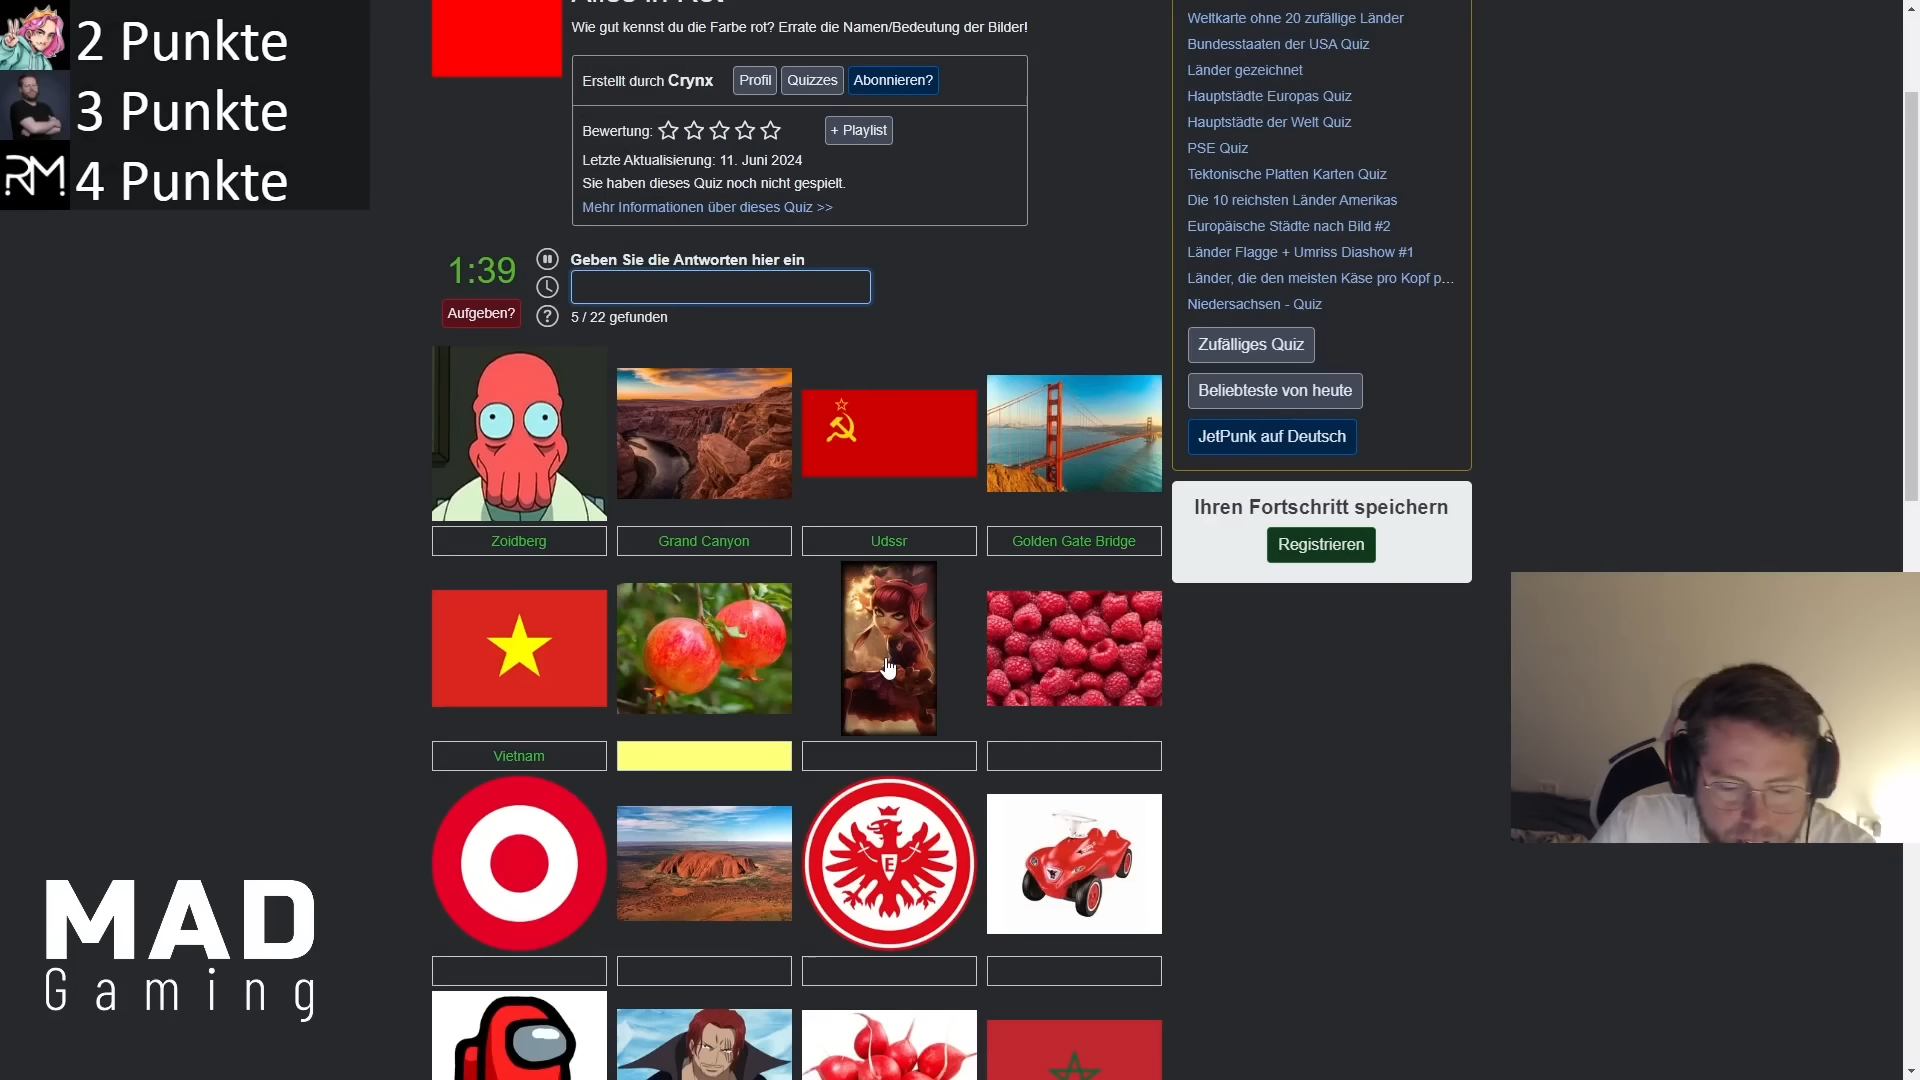 2 Punkte
3 Punkte
RM 4 Punkte
Wie gut kennst du die Farbe rot? Errate die Namen/Bedeutung der Bilder!
Erstellt durch Crynx Profil Quizzes Abonnieren?
Bewertung: + Playlist
Letzte Aktualisierung: 11. Juni 2024
Sie haben dieses Quiz noch nicht gespielt.
Mehr Informationen über dieses Quiz >>
1:39
Aufgeben?
Geben Sie die Antworten hier ein
5 / 22 gefunden
Zoidberg
Grand Canyon
Udssr
Golden Gate Bridge
Vietnam
E
Weltkarte ohne 20 zufällige Länder
Bundesstaaten der USA Quiz
Länder gezeichnet
Hauptstädte Europas Quiz
Hauptstädte der Welt Quiz
PSE Quiz
Tektonische Platten Karten Quiz
Die 10 reichsten Länder Amerikas
Europäische Städte nach Bild #2
Länder Flagge + Umriss Diashow #1
Länder, die den meisten Käse pro Kopf p...
Niedersachsen - Quiz
Zufälliges Quiz
Beliebteste von heute
JetPunk auf Deutsch
Ihren Fortschritt speichern
Registrieren
MAD
Gaming